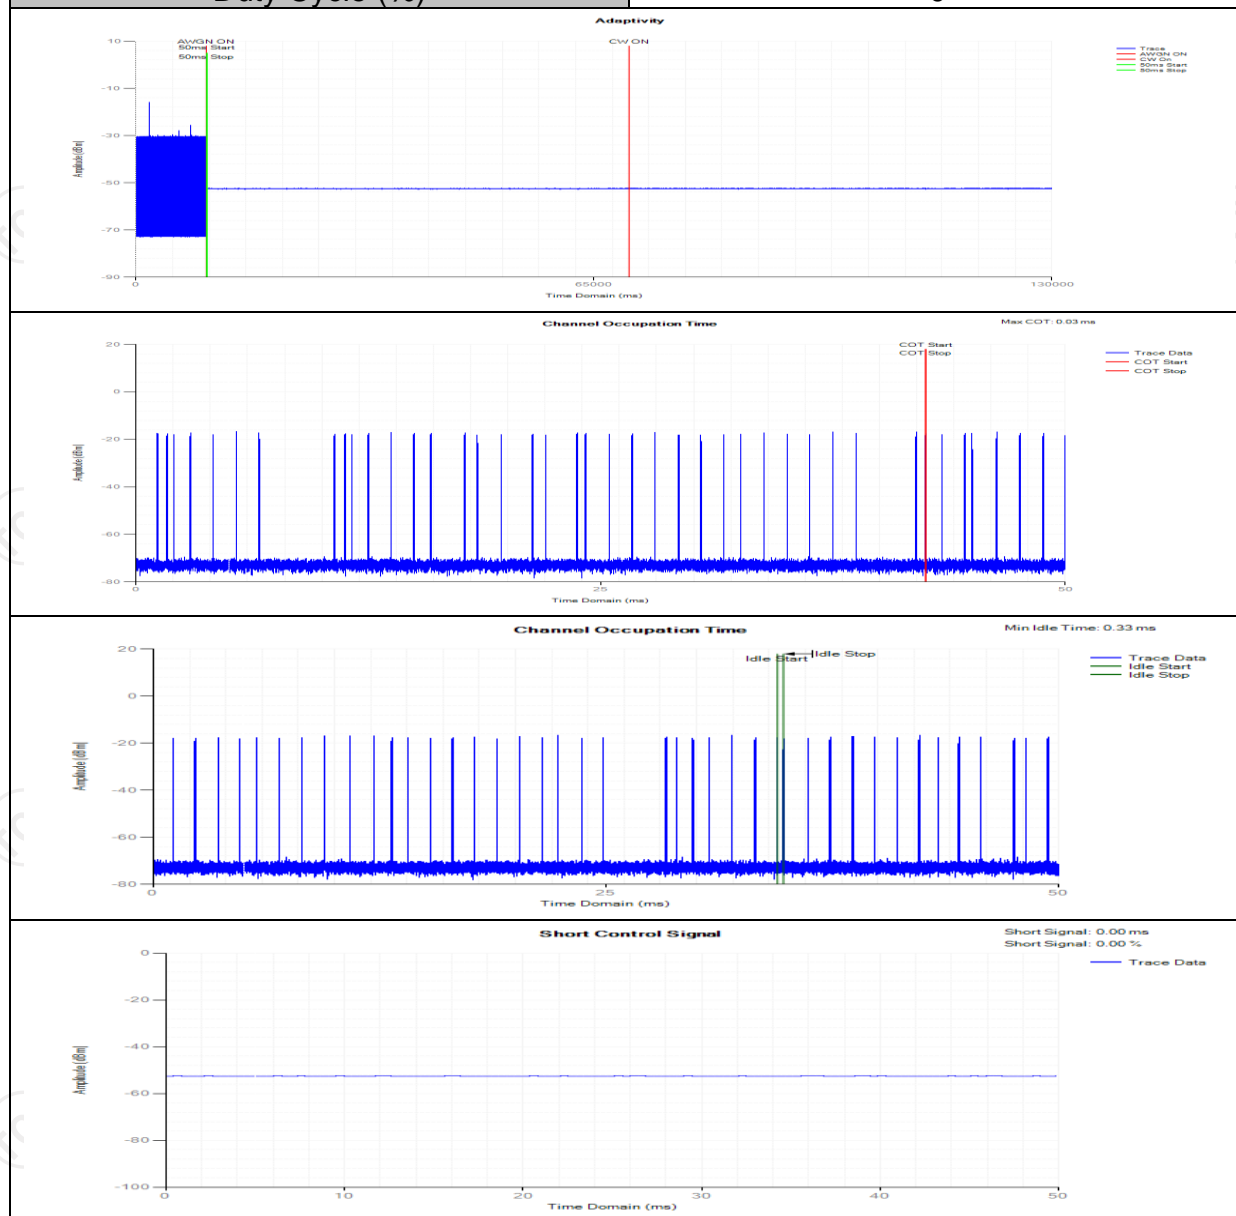 Duty Cycle (%)
Adaptivity
10
-10
-30
-50
-70
-90
AWGN ON
50ms Start
50ms Stop
CW ON
Trace
AWGN ON
CW On
50ms Start
50ms Stop
Amplitude (dBm)
0
65000
130000
Time Domain (ms)
Channel Occupation Time
Max COT: 0.03 ms
20
0
-20
-40
-60
-80
COT Start
COT Stop
Trace Data
COT Start
COT Stop
Amplitude (dBm)
0
25
50
Time Domain (ms)
Channel Occupation Time
Min Idle Time: 0.33 ms
20
0
-20
-40
-60
-80
Idle Start
Idle Stop
Trace Data
Idle Start
Idle Stop
Amplitude (dBm)
0
25
50
Time Domain (ms)
Short Control Signal
Short Signal: 0.00 ms
Short Signal: 0.00 %
Trace Data
0
-20
-40
-60
-80
-100
Amplitude (dBm)
0
10
20
30
40
50
Time Domain (ms)